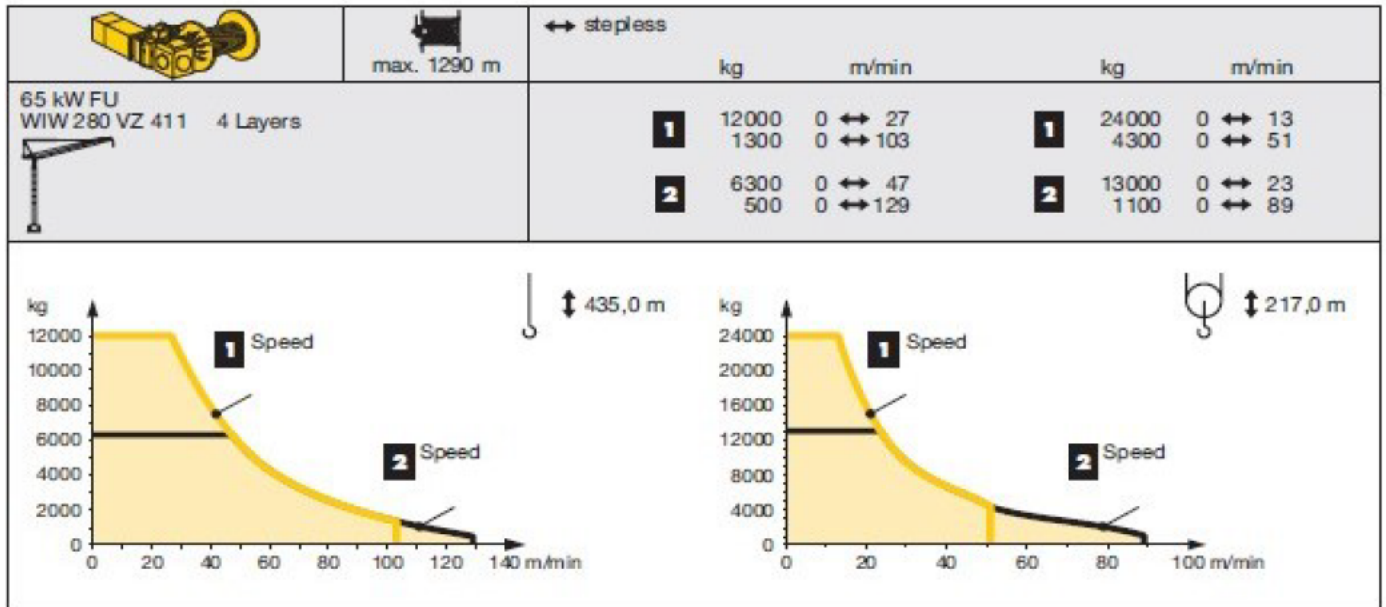 ↔ stepless
max. 1290 m
kg m/min kg m/min
65 kW FU
WIW 280 VZ 411 4 Layers
1 12000 0 ↔ 27 1 24000 0 ↔ 13
1300 0 ↔ 103 4300 0 ↔ 51
2 6300 0 ↔ 47 2 13000 0 ↔ 23
500 0 ↔ 129 1100 0 ↔ 89
kg
↕ 435,0 m
12000
10000
8000
6000
4000
2000
0
1 Speed
2 Speed
0 20 40 60 80 100 120 140 m/min
kg
↕ 217,0 m
24000
20000
16000
12000
8000
4000
0
1 Speed
2 Speed
0 20 40 60 80 100 m/min